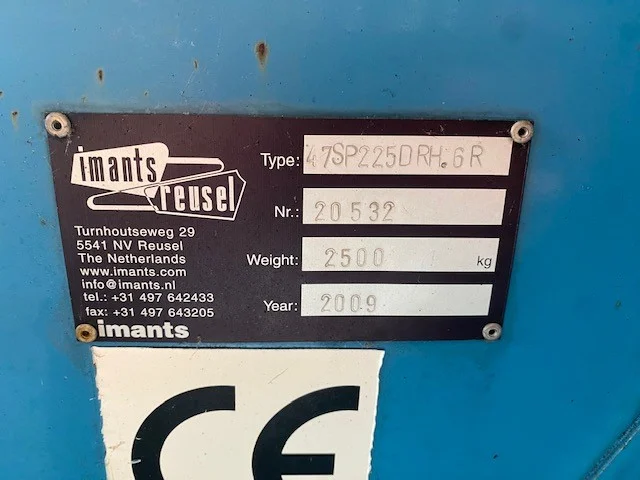 imants
reusel
Turnhoutseweg 29
5541 NV Reusel
The Netherlands
www.imants.com
info@imants.nl
tel.: +31 497 642433
fax: +31 497 643205
imants
Type: 47SP225DRH.6R
Nr.: 20532
Weight: 2500 kg
Year: 2009
CE